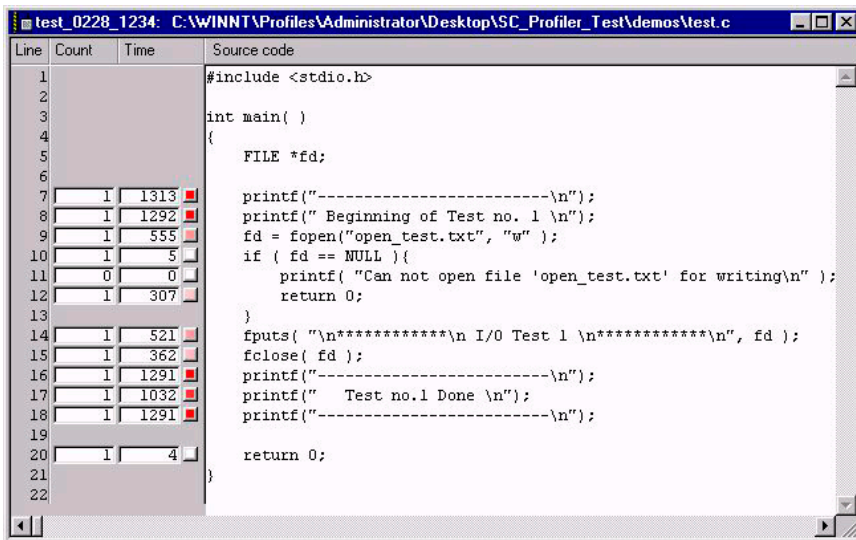 test_0228_1234: C:\WINNT\Profiles\Administrator\Desktop\SC_Profiler_Test\demos\test.c
Line Count Time Source code
1 #include <stdio.h>
2
3 int main( )
4 {
5 FILE *fd;
6
7 1 1313 printf("-------------------------\n");
8 1 1292 printf(" Beginning of Test no. 1 \n");
9 1 555 fd = fopen("open_test.txt", "w" );
10 1 5 if ( fd == NULL ){
11 0 0 printf( "Can not open file 'open_test.txt' for writing\n" );
12 1 307 return 0;
13 }
14 1 521 fputs( "\n************\n I/O Test 1 \n************\n", fd );
15 1 362 fclose( fd );
16 1 1291 printf("-------------------------\n");
17 1 1032 printf("   Test no.1 Done \n");
18 1 1291 printf("-------------------------\n");
19
20 1 4 return 0;
21 }
22